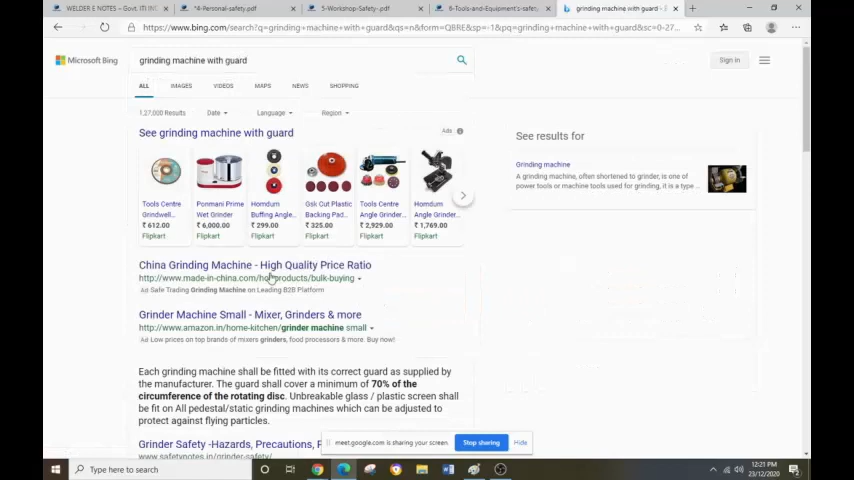 WELDER E NOTES – Govt. ITI (NO
*4-Personal-safety.pdf
5-Workshop-Safety-.pdf
6-Tools-and-Equipment's-safety
grinding machine with guard -
https://www.bing.com/search?q=grinding+machine+with+guard&qs=n&form=QBRE&sp=-1&pq=grinding+machine+with+guard&sc=0-27...
Microsoft Bing
grinding machine with guard
Sign in
ALL IMAGES VIDEOS MAPS NEWS SHOPPING
1,27,000 Results Date Language Region
See grinding machine with guard
Ads
See results for
Grinding machine
A grinding machine, often shortened to grinder, is one of
power tools or machine tools used for grinding, it is a type ...
Tools Centre Ponmani Prime Homdum Gsk Cut Plastic Tools Centre Homdum
Grindwell... Wet Grinder Buffing Angle... Backing Pad... Angle Grinder... Angle Grinder...
₹ 612.00 ₹ 6,000.00 ₹ 299.00 ₹ 325.00 ₹ 2,929.00 ₹ 1,769.00
Flipkart Flipkart Flipkart Flipkart Flipkart Flipkart
China Grinding Machine - High Quality Price Ratio
http://www.made-in-china.com/hot products/bulk-buying
Ad Safe Trading Grinding Machine on Leading B2B Platform
Grinder Machine Small - Mixer, Grinders & more
http://www.amazon.in/home-kitchen/grinder machine small
Ad Low prices on top brands of mixers grinders, food processors & more. Buy now!
Each grinding machine shall be fitted with its correct guard as supplied by
the manufacturer. The guard shall cover a minimum of 70% of the
circumference of the rotating disc. Unbreakable glass / plastic screen shall
be fit on All pedestal/static grinding machines which can be adjusted to
protect against flying particles.
Grinder Safety -Hazards, Precautions, P
www.safetynotes.in/grinder-safety/
meet.google.com is sharing your screen
Stop sharing
Hide
Type here to search
12:21 PM
23/12/2020